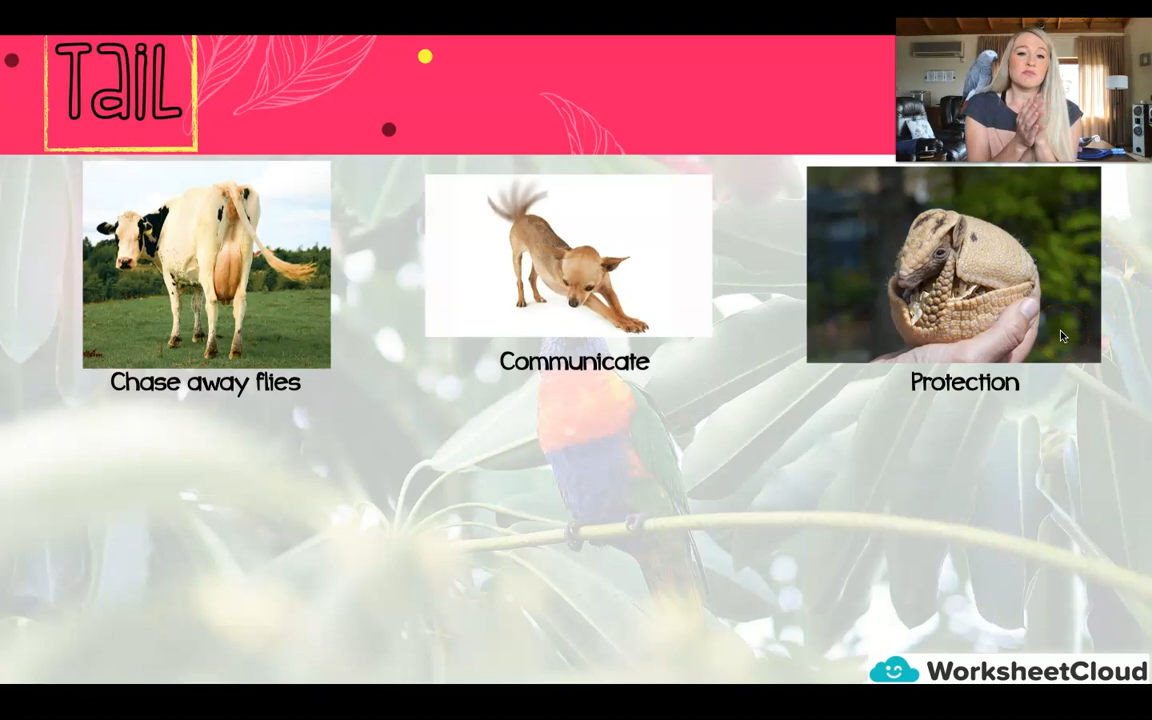 TaiL
Chase away flies
Communicate
Protection
WorksheetCloud